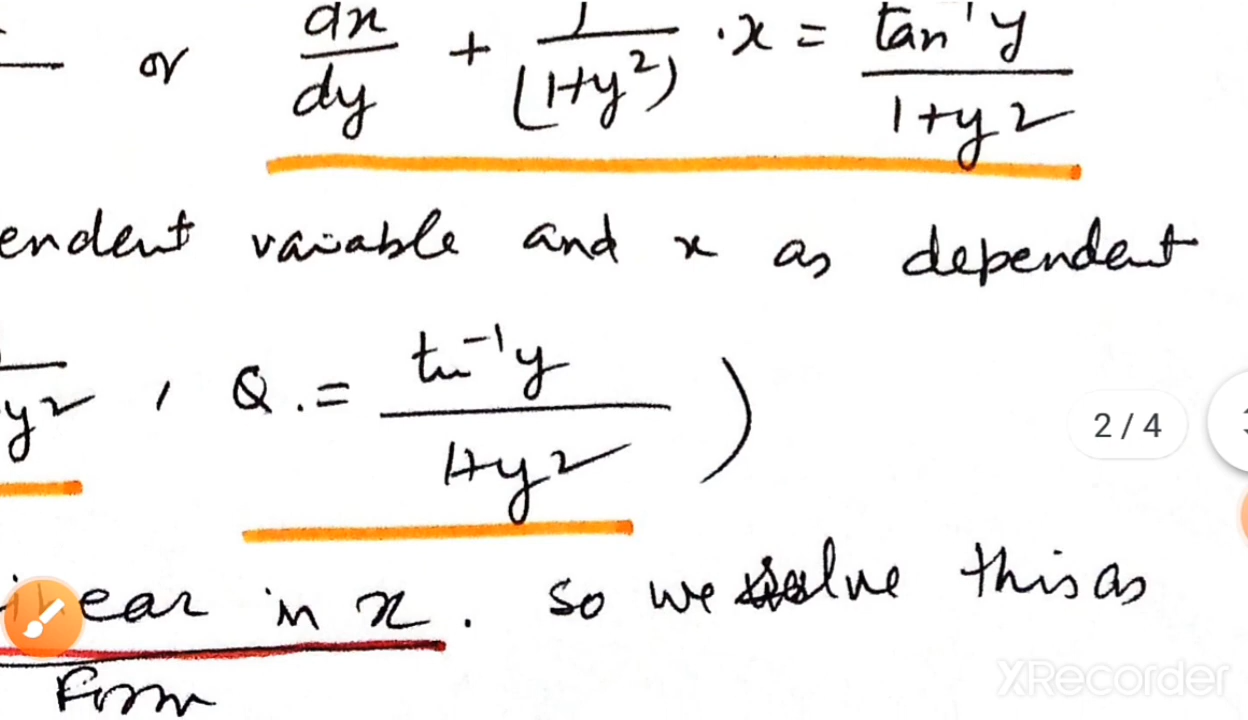 or dx/dy + 1/(1+y²) · x = tan⁻¹y / 1+y²
endent variable and x as dependent
y² , Q. = tan⁻¹y / 1+y² )
2 / 4
ear in x. So we solve this as
Form
XRecorder